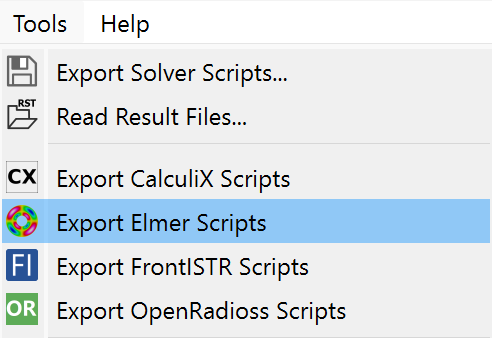 Tools Help
Export Solver Scripts...
RST Read Result Files...
CX Export CalculiX Scripts
Export Elmer Scripts
FI Export FrontISTR Scripts
OR Export OpenRadioss Scripts